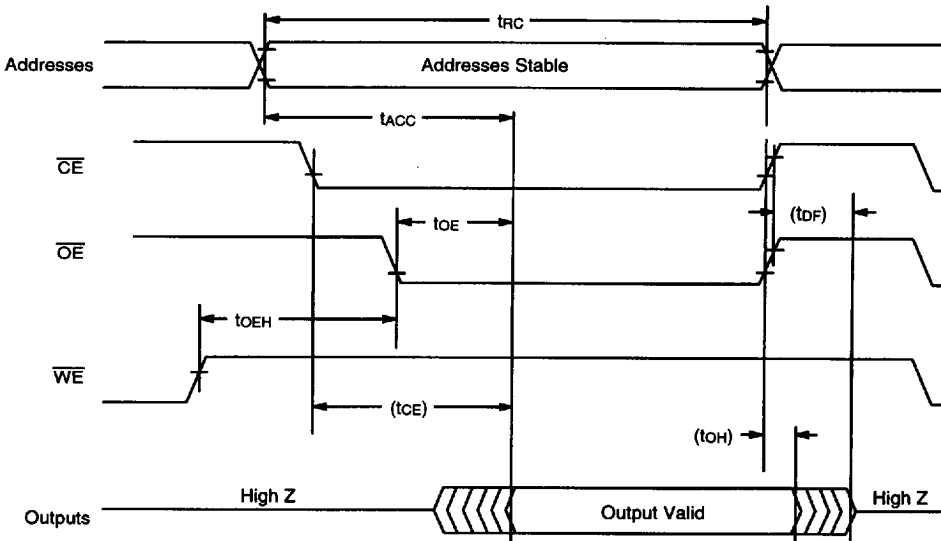 tRC
Addresses
Addresses Stable
tACC
CE
(tDF)
tOE
OE
tOEH
WE
(tCE)
(tOH)
High Z
High Z
Output Valid
Outputs